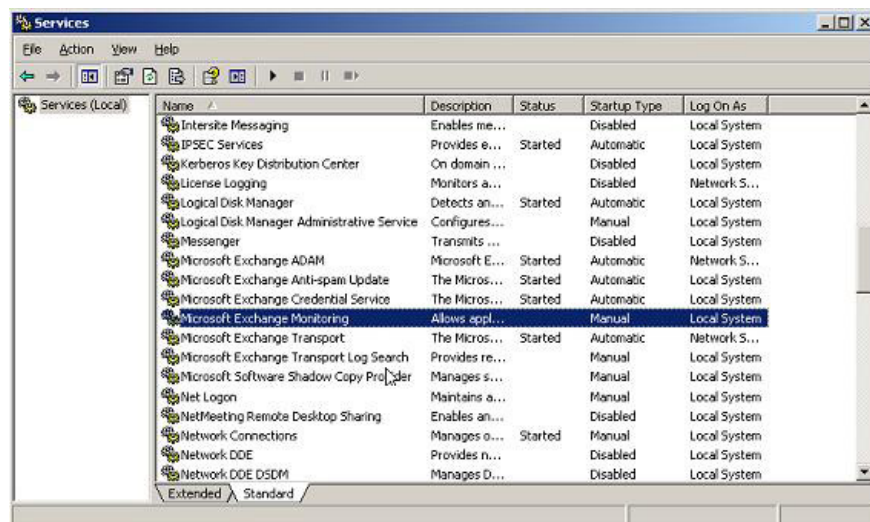 Services
File Action View Help
Services (Local)
Name Description Status Startup Type Log On As
Intersite Messaging Enables me... Disabled Local System
IPSEC Services Provides e... Started Automatic Local System
Kerberos Key Distribution Center On domain ... Disabled Local System
License Logging Monitors a... Disabled Network S...
Logical Disk Manager Detects an... Started Automatic Local System
Logical Disk Manager Administrative Service Configures... Manual Local System
Messenger Transmits ... Disabled Local System
Microsoft Exchange ADAM Microsoft E... Started Automatic Network S...
Microsoft Exchange Anti-spam Update The Micros... Started Automatic Local System
Microsoft Exchange Credential Service The Micros... Started Automatic Local System
Microsoft Exchange Monitoring Allows appl... Manual Local System
Microsoft Exchange Transport The Micros... Started Automatic Network S...
Microsoft Exchange Transport Log Search Provides re... Manual Local System
Microsoft Software Shadow Copy Provider Manages s... Manual Local System
Net Logon Maintains a... Manual Local System
NetMeeting Remote Desktop Sharing Enables an... Disabled Local System
Network Connections Manages o... Started Manual Local System
Network DDE Provides n... Disabled Local System
Network DDE DSDM Manages D... Disabled Local System
Extended Standard